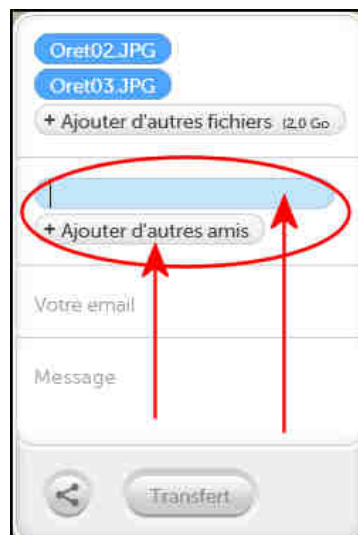 Oret02.JPG
Oret03.JPG
+ Ajouter d'autres fichiers (2,0 Go
+ Ajouter d'autres amis
Votre email
Message
Transfert